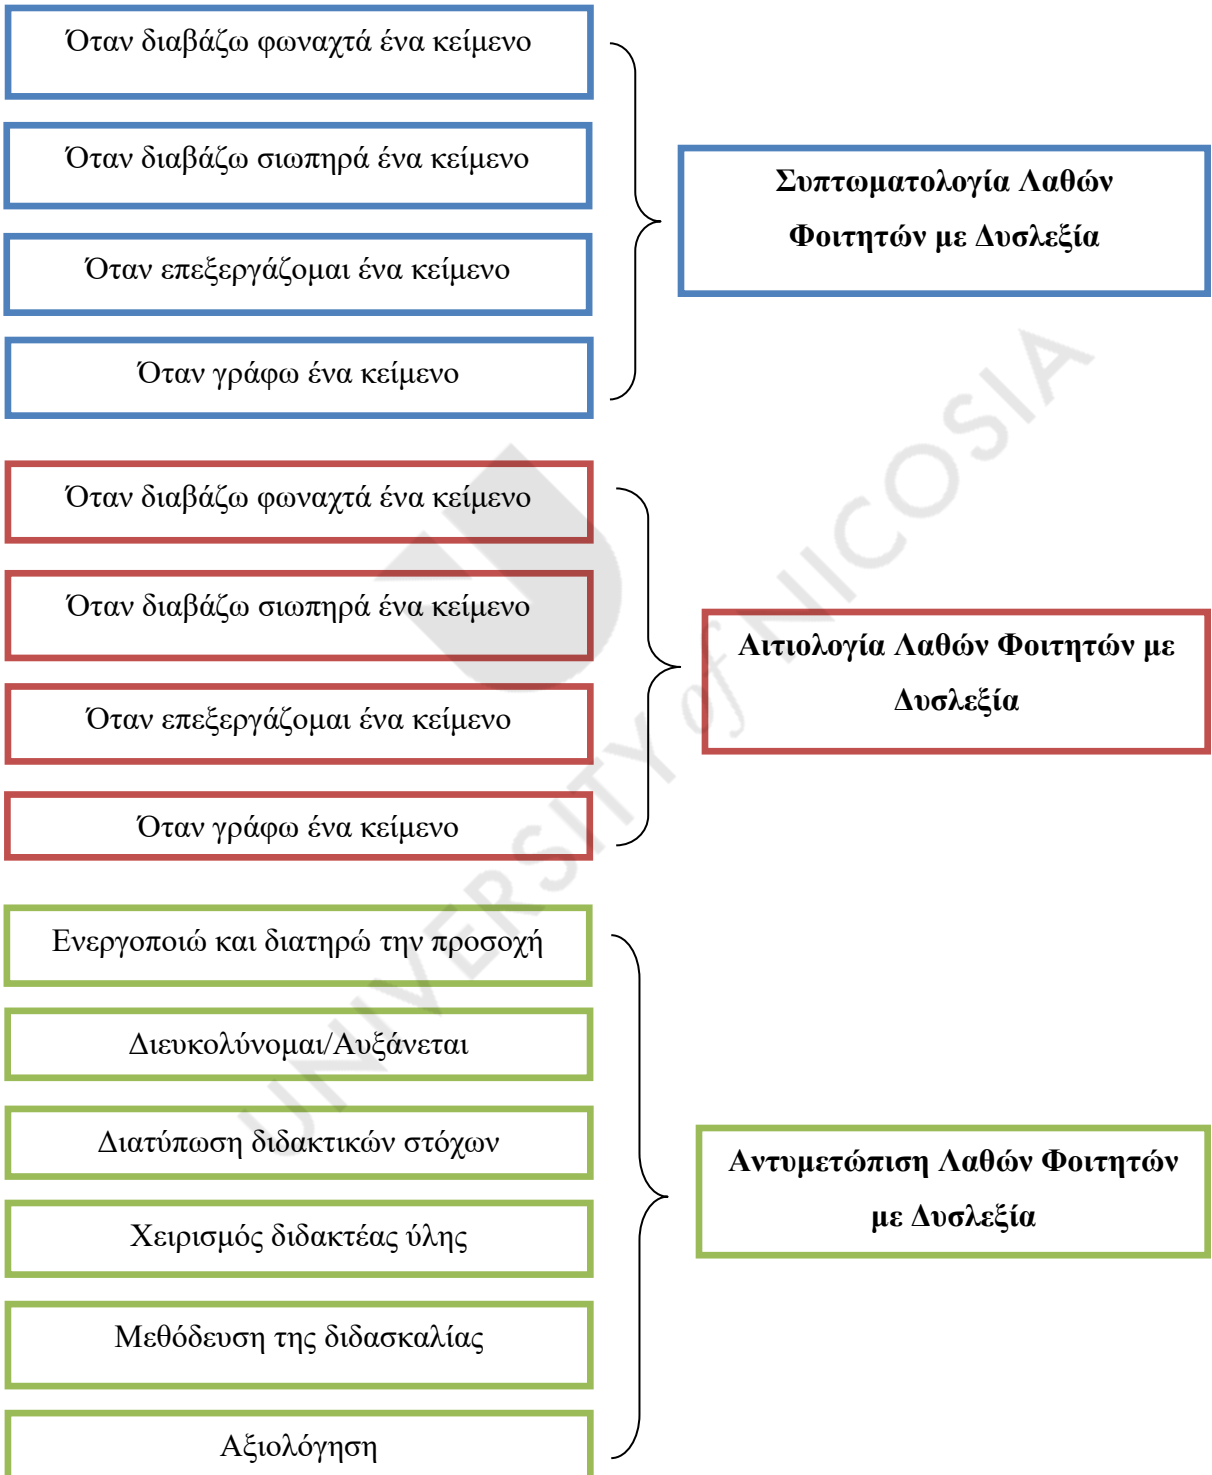 Όταν διαβάζω φωναχτά ένα κείμενο
Όταν διαβάζω σιωπηρά ένα κείμενο
Όταν επεξεργάζομαι ένα κείμενο
Όταν γράφω ένα κείμενο
Συπτωματολογία Λαθών
Φοιτητών με Δυσλεξία
Όταν διαβάζω φωναχτά ένα κείμενο
Όταν διαβάζω σιωπηρά ένα κείμενο
Όταν επεξεργάζομαι ένα κείμενο
Όταν γράφω ένα κείμενο
Αιτιολογία Λαθών Φοιτητών με
Δυσλεξία
Ενεργοποιώ και διατηρώ την προσοχή
Διευκολύνομαι/Αυξάνεται
Διατύπωση διδακτικών στόχων
Χειρισμός διδακτέας ύλης
Μεθόδευση της διδασκαλίας
Αξιολόγηση
Αντυμετώπιση Λαθών Φοιτητών
με Δυσλεξία
UNIVERSITY of NICOSIA